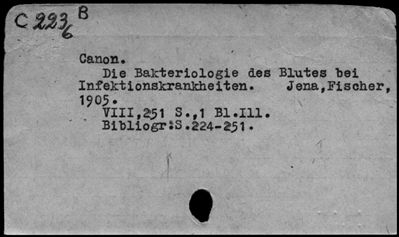 C 223 B
6
Canon.
Die Bakteriologie des Blutes bei
Infektionskrankheiten. Jena,Fischer,
1905.
VIII,251 S.,1 Bl.Ill.
Bibliogr:S.224-251.